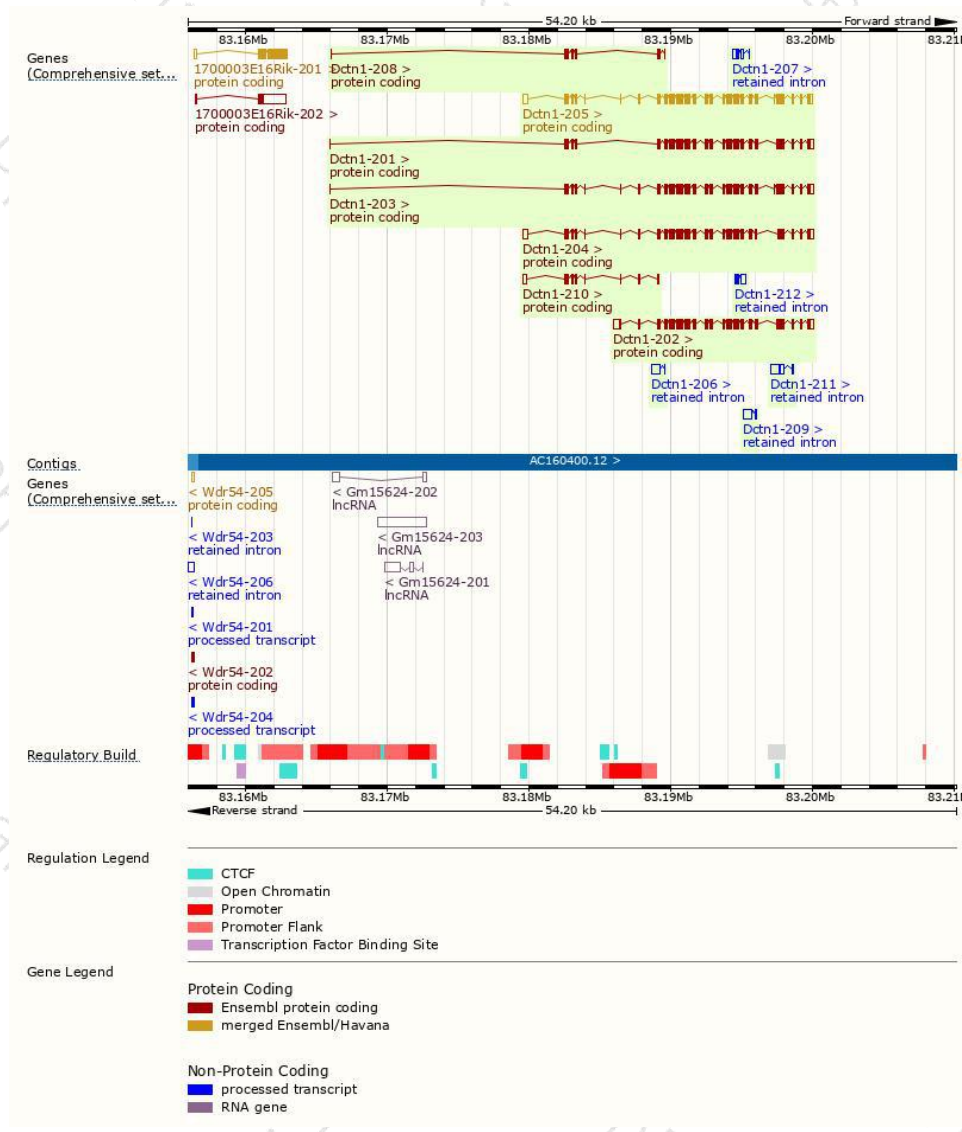 54.20 kb Forward strand
83.16Mb 83.17Mb 83.18Mb 83.19Mb 83.20Mb 83.21
Genes
(Comprehensive set...
1700003E16Rik-201 > Dctn1-208 > Dctn1-207 >
protein coding protein coding retained intron
1700003E16Rik-202 > Dctn1-205 >
protein coding protein coding
Dctn1-201 >
protein coding
Dctn1-203 >
protein coding
Dctn1-204 >
protein coding
Dctn1-210 > Dctn1-212 >
protein coding retained intron
Dctn1-202 >
protein coding
Dctn1-206 > Dctn1-211 >
retained intron retained intron
Dctn1-209 >
retained intron
Contigs AC160400.12 >
Genes
(Comprehensive set...
< Wdr54-205 < Gm15624-202
protein coding lncRNA
< Wdr54-203 < Gm15624-203
retained intron lncRNA
< Wdr54-206 < Gm15624-201
retained intron lncRNA
< Wdr54-201
processed transcript
< Wdr54-202
protein coding
< Wdr54-204
processed transcript
Regulatory Build
83.16Mb 83.17Mb 83.18Mb 83.19Mb 83.20Mb 83.21
Reverse strand 54.20 kb
Regulation Legend
CTCF
Open Chromatin
Promoter
Promoter Flank
Transcription Factor Binding Site
Gene Legend
Protein Coding
Ensembl protein coding
merged Ensembl/Havana
Non-Protein Coding
processed transcript
RNA gene